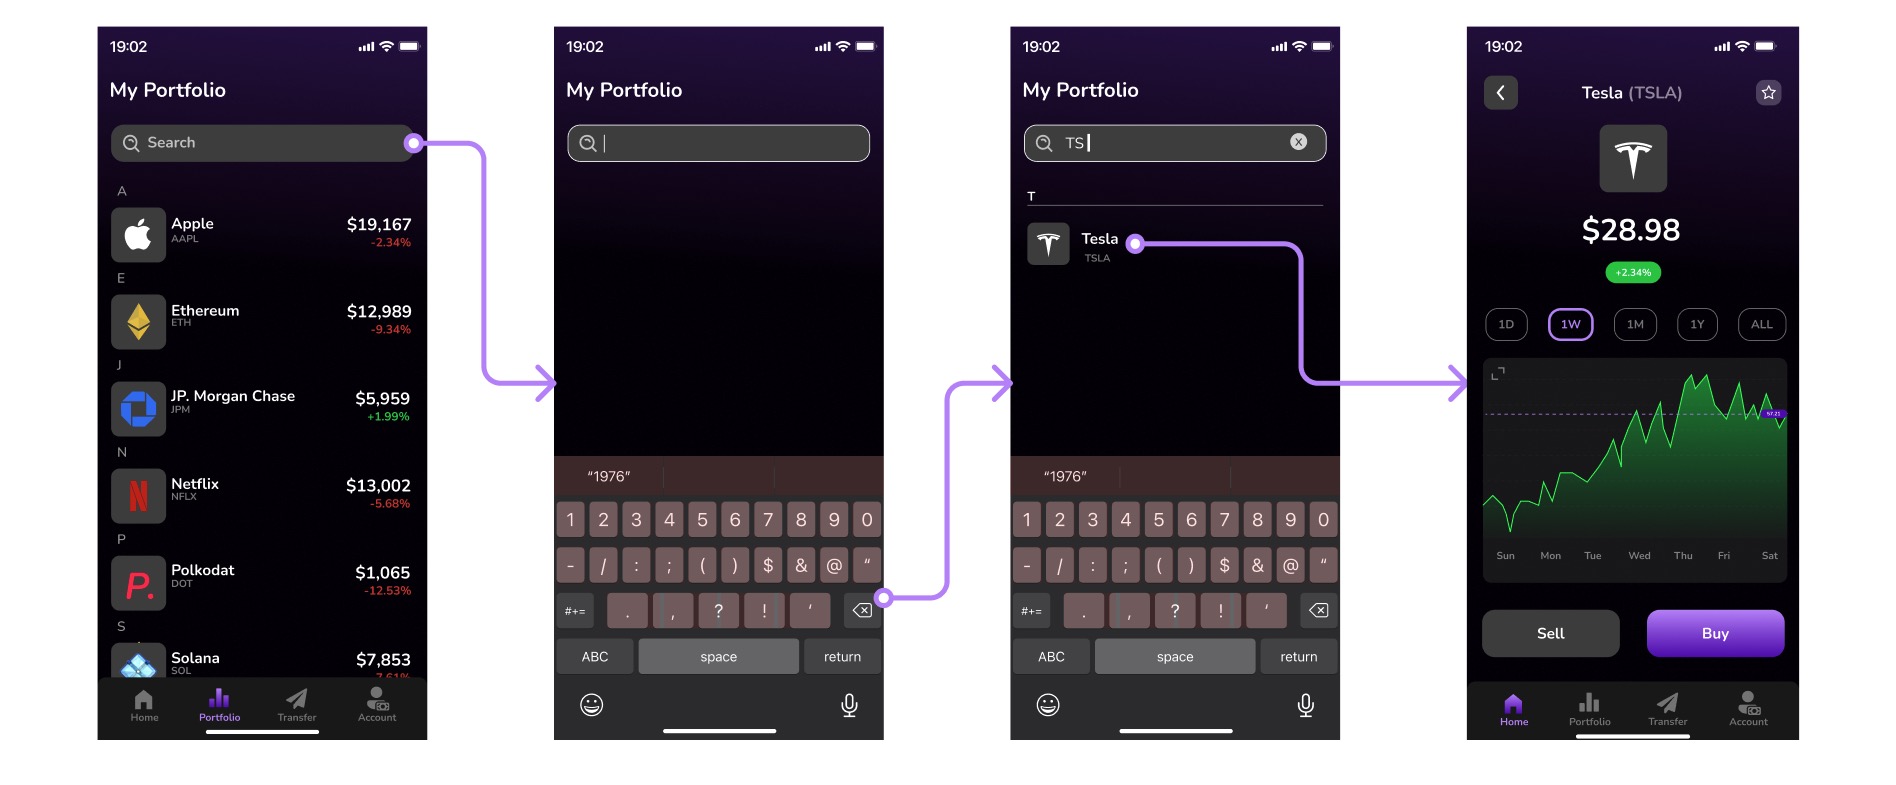 19:02
My Portfolio
Search
A
Apple
$19,167
AAPL
-2.34%
E
Ethereum
$12,989
ETH
-9.34%
J
JP. Morgan Chase
$5,959
JPM
+1.99%
N
Netflix
$13,002
NFLX
-5.68%
P
Polkodat
$1,065
DOT
-12.53%
S
Solana
$7,853
SOL
-7.61%
Home Portfolio Transfer Account
19:02
My Portfolio
“1976”
1 2 3 4 5 6 7 8 9 0
- / : ; ( ) $ & @ “
#+= . , ? ! ‘
ABC space return
19:02
My Portfolio
TS
X
T
Tesla
TSLA
“1976”
1 2 3 4 5 6 7 8 9 0
- / : ; ( ) $ & @ “
#+= . , ? ! ‘
ABC space return
19:02
Tesla (TSLA)
$28.98
+2.34%
1D 1W 1M 1Y ALL
57.21
Sun Mon Tue Wed Thu Fri Sat
Sell Buy
Home Portfolio Transfer Account